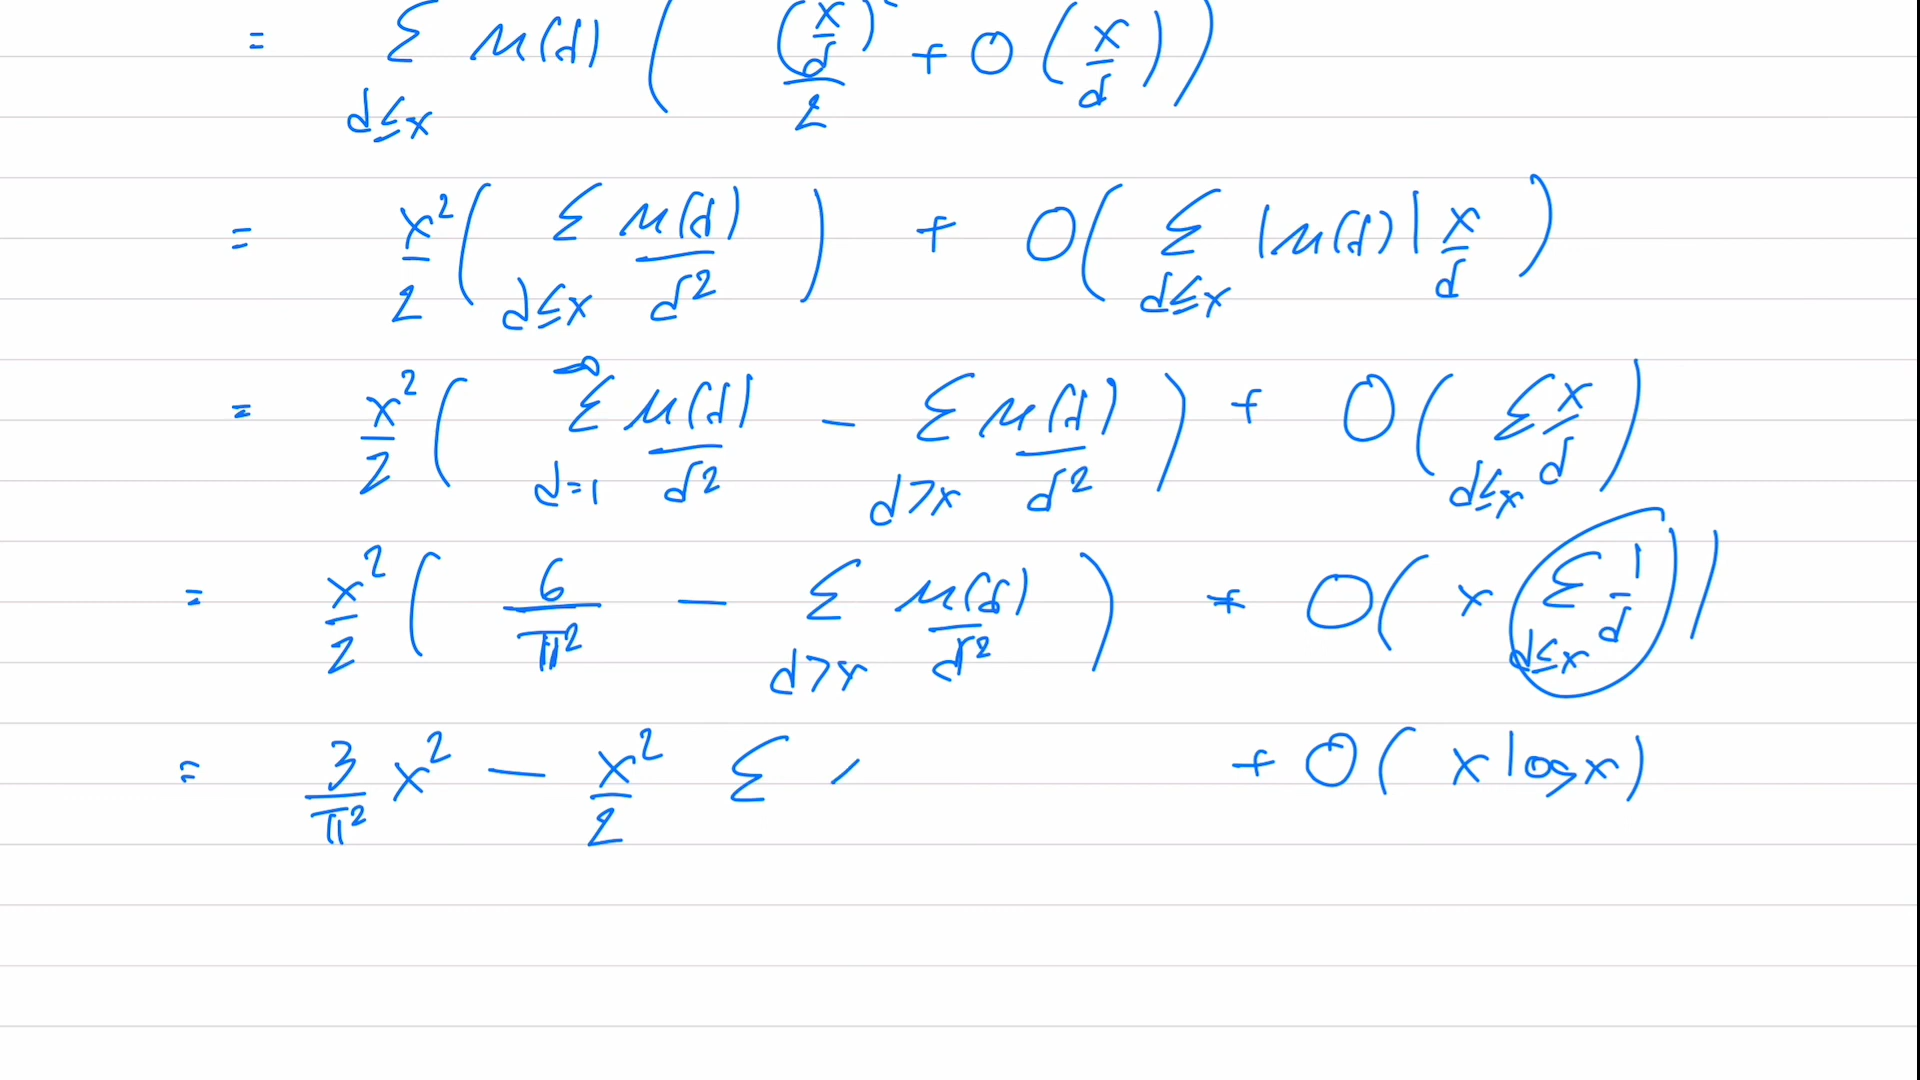 = Σ_{d≤x} μ(d) ( (x/d)²/2 + O(x/d) )
= x²/2 ( Σ_{d≤x} μ(d)/d² ) + O( Σ_{d≤x} |μ(d)| x/d )
= x²/2 ( Σ_{d=1}^{∞} μ(d)/d² - Σ_{d>x} μ(d)/d² ) + O( Σ_{d≤x} x/d )
= x²/2 ( 6/π² - Σ_{d>x} μ(d)/d² ) + O( x Σ_{d≤x} 1/d )
= 3/π² x² - x²/2 Σ + O( x log x )